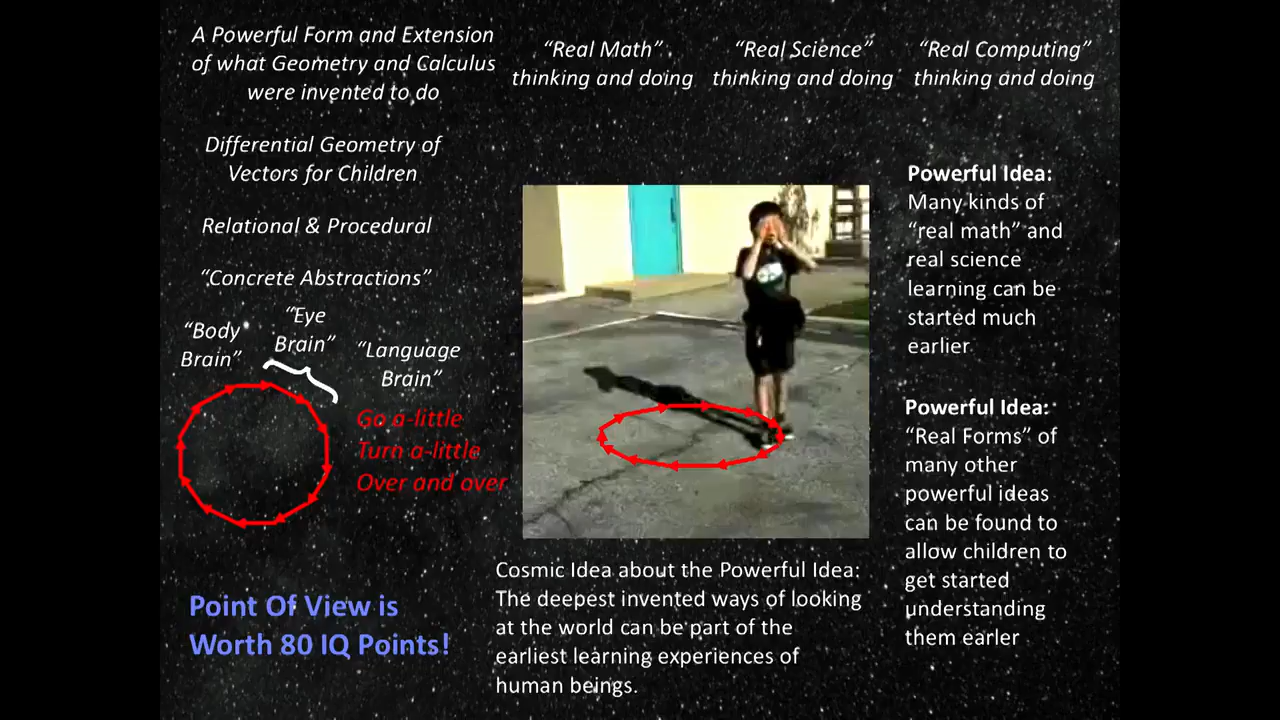 A Powerful Form and Extension
of what Geometry and Calculus
were invented to do
“Real Math”
thinking and doing
“Real Science”
thinking and doing
“Real Computing”
thinking and doing
Differential Geometry of
Vectors for Children
Relational & Procedural
“Concrete Abstractions”
“Body
Brain”
“Eye
Brain”
“Language
Brain”
Go a-little
Turn a-little
Over and over
Point Of View is
Worth 80 IQ Points!
Cosmic Idea about the Powerful Idea:
The deepest invented ways of looking
at the world can be part of the
earliest learning experiences of
human beings.
Powerful Idea:
Many kinds of
“real math” and
real science
learning can be
started much
earlier
Powerful Idea:
“Real Forms” of
many other
powerful ideas
can be found to
allow children to
get started
understanding
them earler